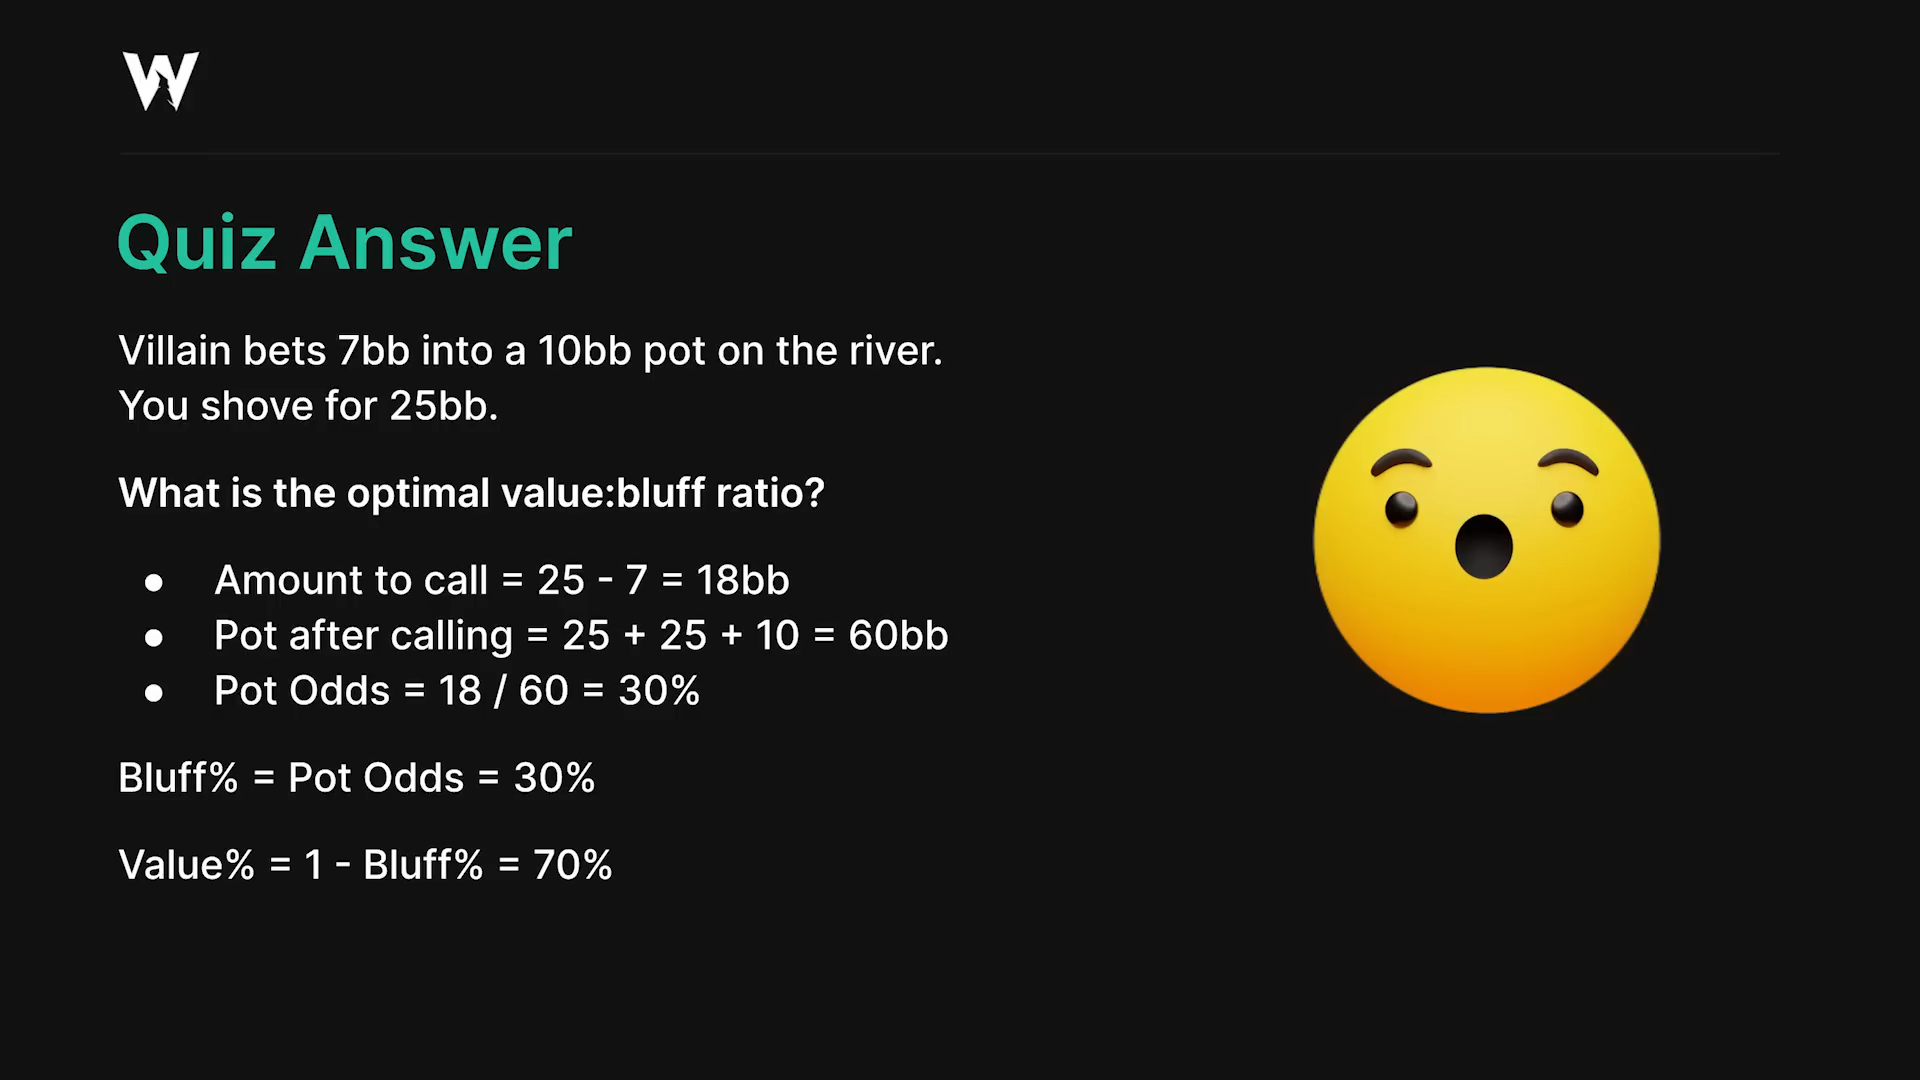 W
Quiz Answer
Villain bets 7bb into a 10bb pot on the river.
You shove for 25bb.
What is the optimal value:bluff ratio?
● Amount to call = 25 - 7 = 18bb
● Pot after calling = 25 + 25 + 10 = 60bb
● Pot Odds = 18 / 60 = 30%
Bluff% = Pot Odds = 30%
Value% = 1 - Bluff% = 70%